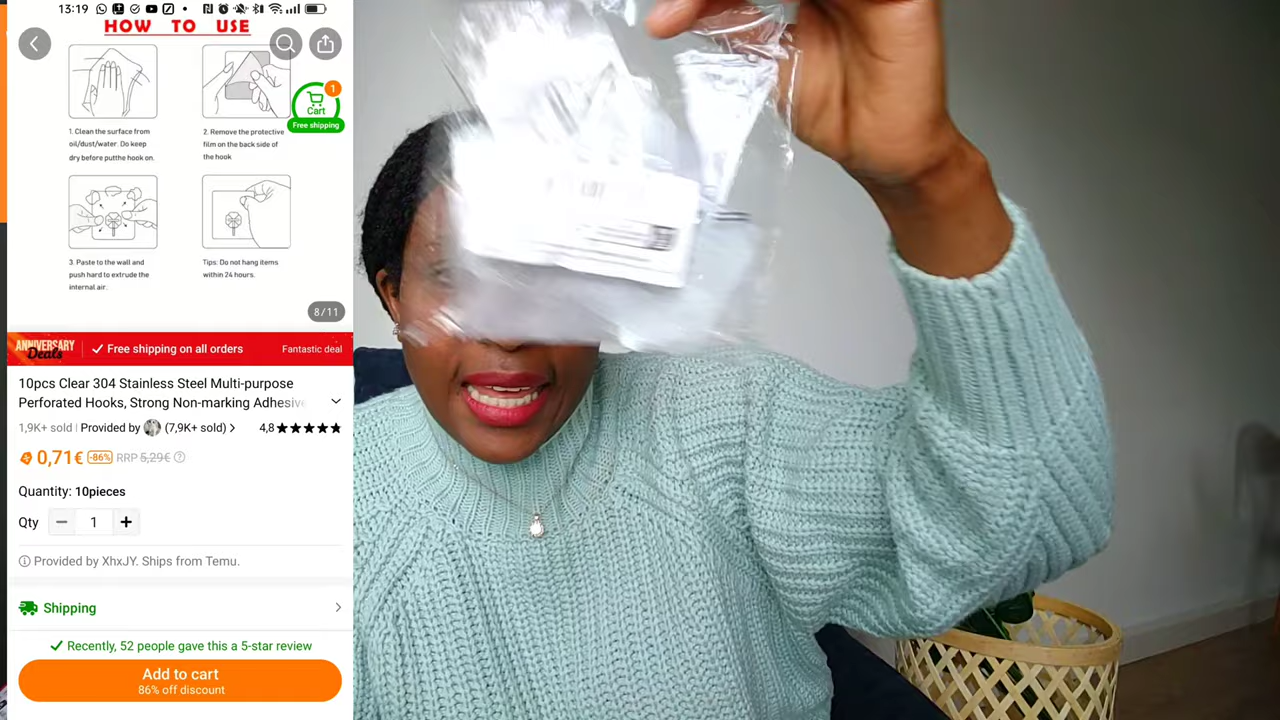 13:19
HOW TO USE
1
Cart
Free shipping
1. Clean the surface from
oil/dust/water. Do keep
dry before putthe hook on.
2. Remove the protective
film on the back side of
the hook
3. Paste to the wall and
push hard to extrude the
internal air.
Tips: Do not hang items
within 24 hours.
8/11
ANNIVERSARY
Deals
Free shipping on all orders
Fantastic deal
10pcs Clear 304 Stainless Steel Multi-purpose
Perforated Hooks, Strong Non-marking Adhesive
1,9K+ sold | Provided by (7,9K+ sold)
4,8
0,71€ -86% RRP 5,29€
Quantity: 10pieces
Qty − 1 +
Provided by XhxJY. Ships from Temu.
Shipping
Recently, 52 people gave this a 5-star review
Add to cart
86% off discount